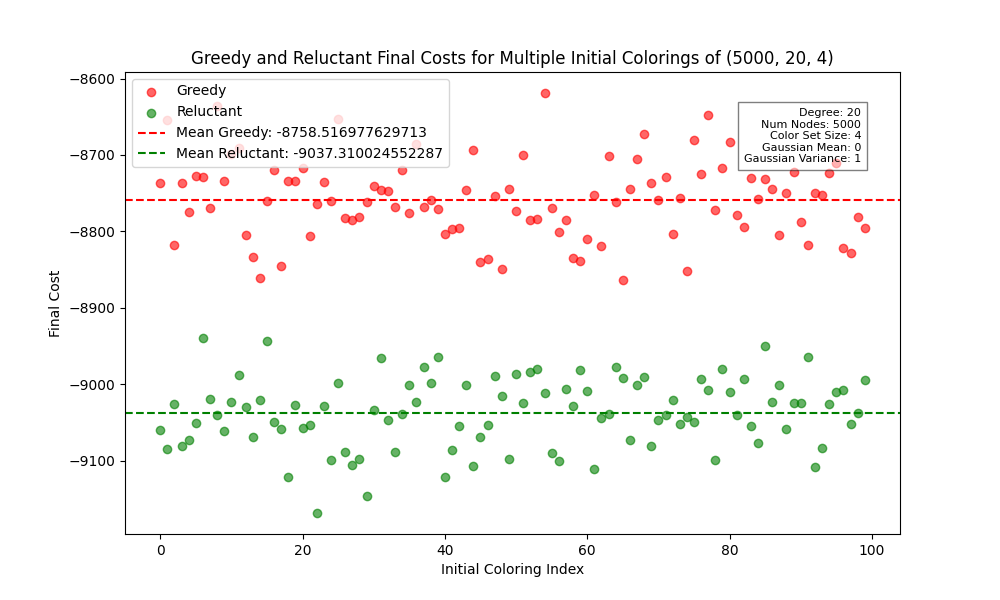 Greedy and Reluctant Final Costs for Multiple Initial Colorings of (5000, 20, 4)
Greedy
Reluctant
Mean Greedy: -8758.516977629713
Mean Reluctant: -9037.310024552287
Degree: 20
Num Nodes: 5000
Color Set Size: 4
Gaussian Mean: 0
Gaussian Variance: 1
Final Cost
−8600
−8700
−8800
−8900
−9000
−9100
0
20
40
60
80
100
Initial Coloring Index